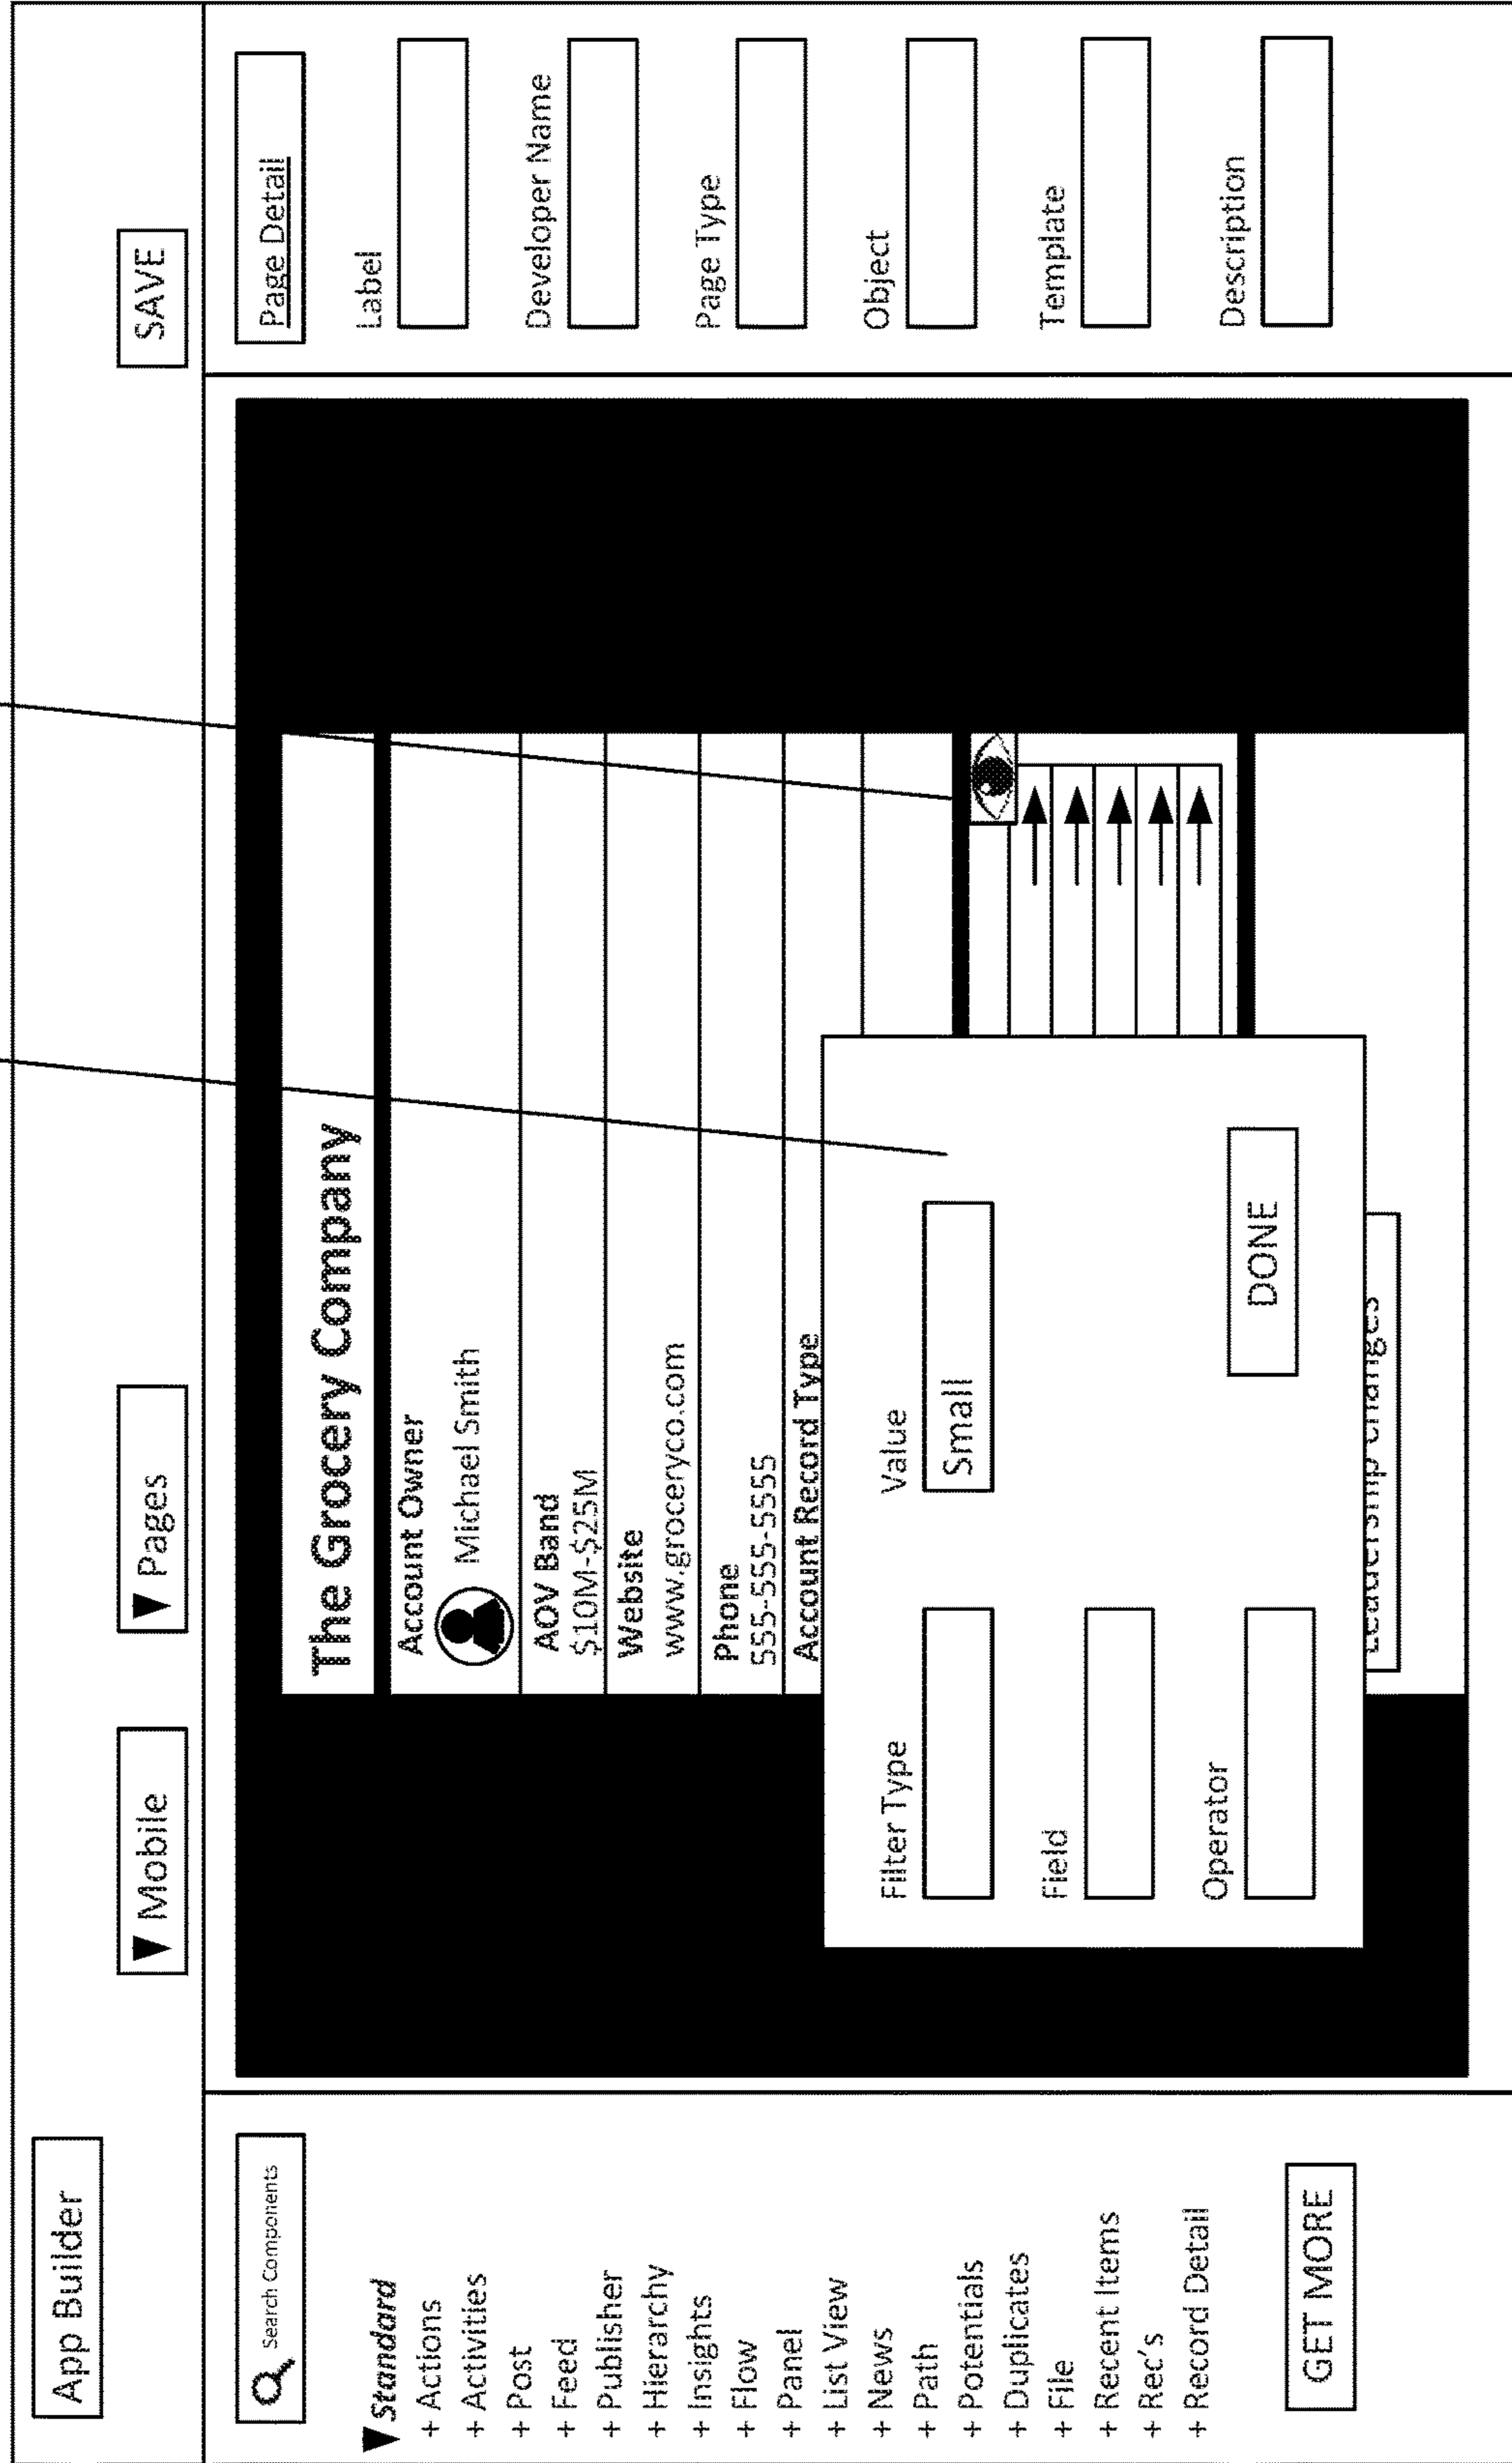 App Builder
▼ Mobile
▼ Pages
SAVE
Search Components
▼ Standard
+ Actions
+ Activities
+ Post
+ Feed
+ Publisher
+ Hierarchy
+ Insights
+ Flow
+ Panel
+ List View
+ News
+ Path
+ Potentials
+ Duplicates
+ File
+ Recent Items
+ Rec's
+ Record Detail
GET MORE
The Grocery Company
Account Owner
Michael Smith
AOV Band
$10M-$25M
Website
www.groceryco.com
Phone
555-555-5555
Account Record Type
Filter Type
Value
Small
Field
Operator
DONE
Leadership changes
Page Detail
Label
Developer Name
Page Type
Object
Template
Description